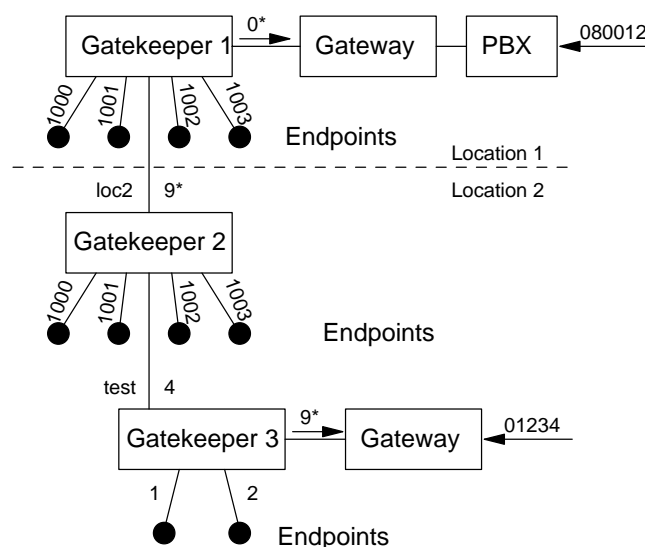 Gatekeeper 1
0*
Gateway
PBX
080012
1000
1001
1002
1003
Endpoints
Location 1
Location 2
loc2
9*
Gatekeeper 2
1000
1001
1002
1003
Endpoints
test
4
Gatekeeper 3
9*
Gateway
01234
1
2
Endpoints